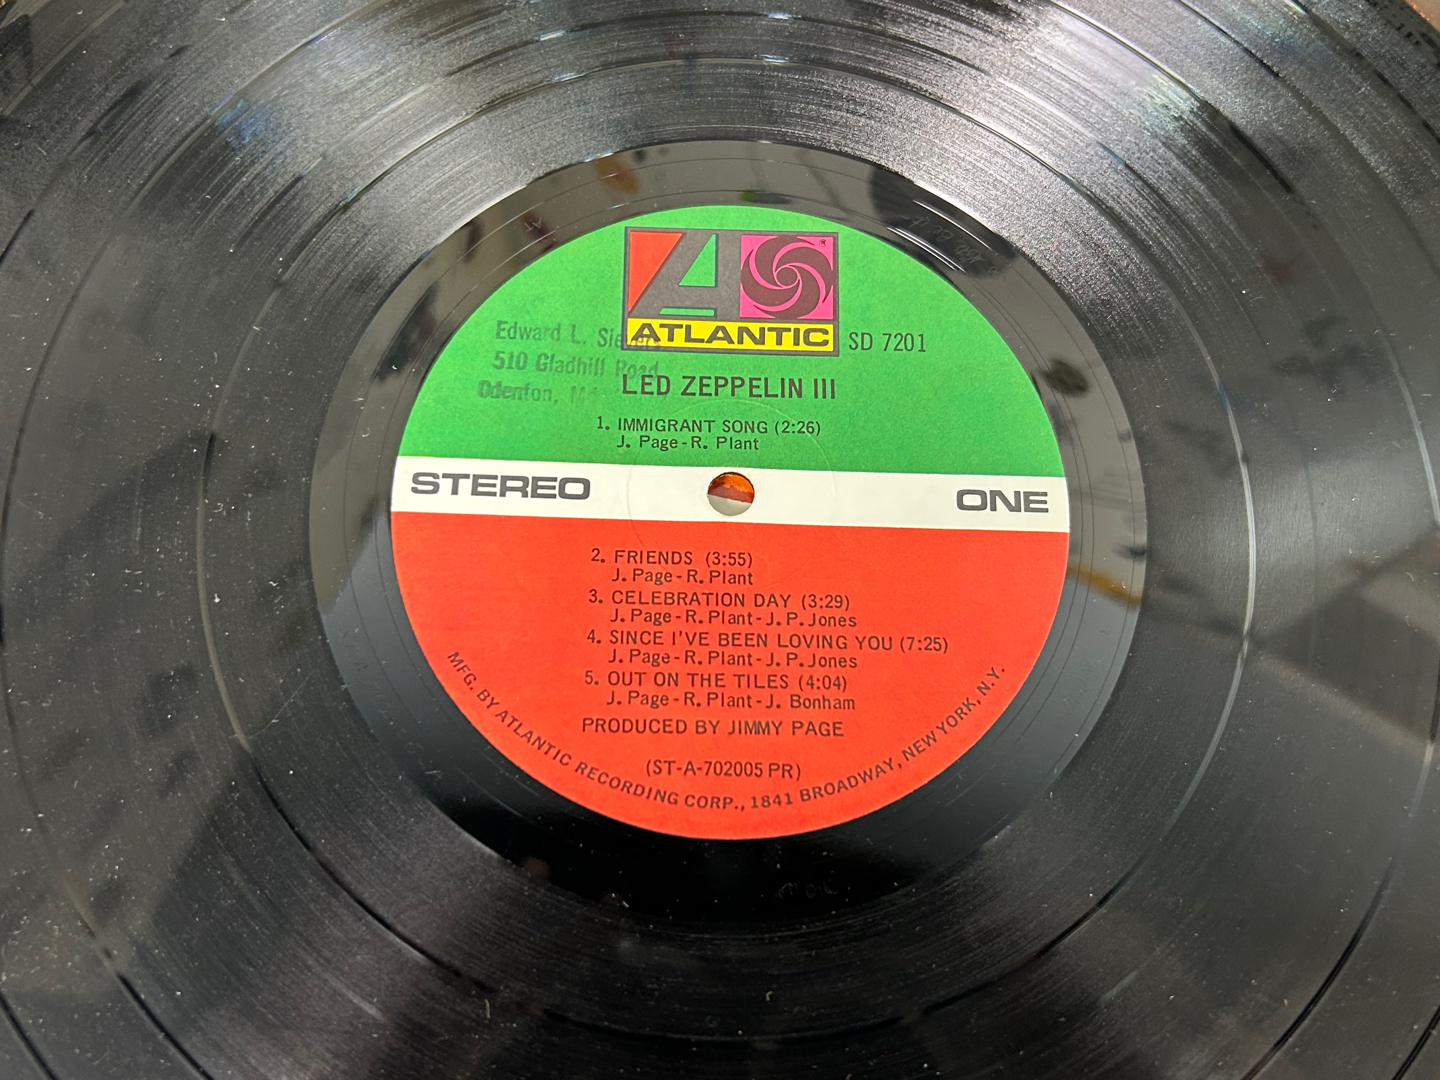 ATLANTIC
®
SD 7201
Edward L.
510 Gladhill Road
Odenton, Md.
LED ZEPPELIN III
1. IMMIGRANT SONG (2:26)
J. Page-R. Plant
STEREO
ONE
2. FRIENDS (3:55)
J. Page-R. Plant
3. CELEBRATION DAY (3:29)
J. Page-R. Plant-J. P. Jones
4. SINCE I'VE BEEN LOVING YOU (7:25)
J. Page-R. Plant-J. P. Jones
5. OUT ON THE TILES (4:04)
J. Page-R. Plant-J. Bonham
PRODUCED BY JIMMY PAGE
(ST-A-702005 PR)
MFG. BY ATLANTIC RECORDING CORP., 1841 BROADWAY, NEW YORK, N.Y.